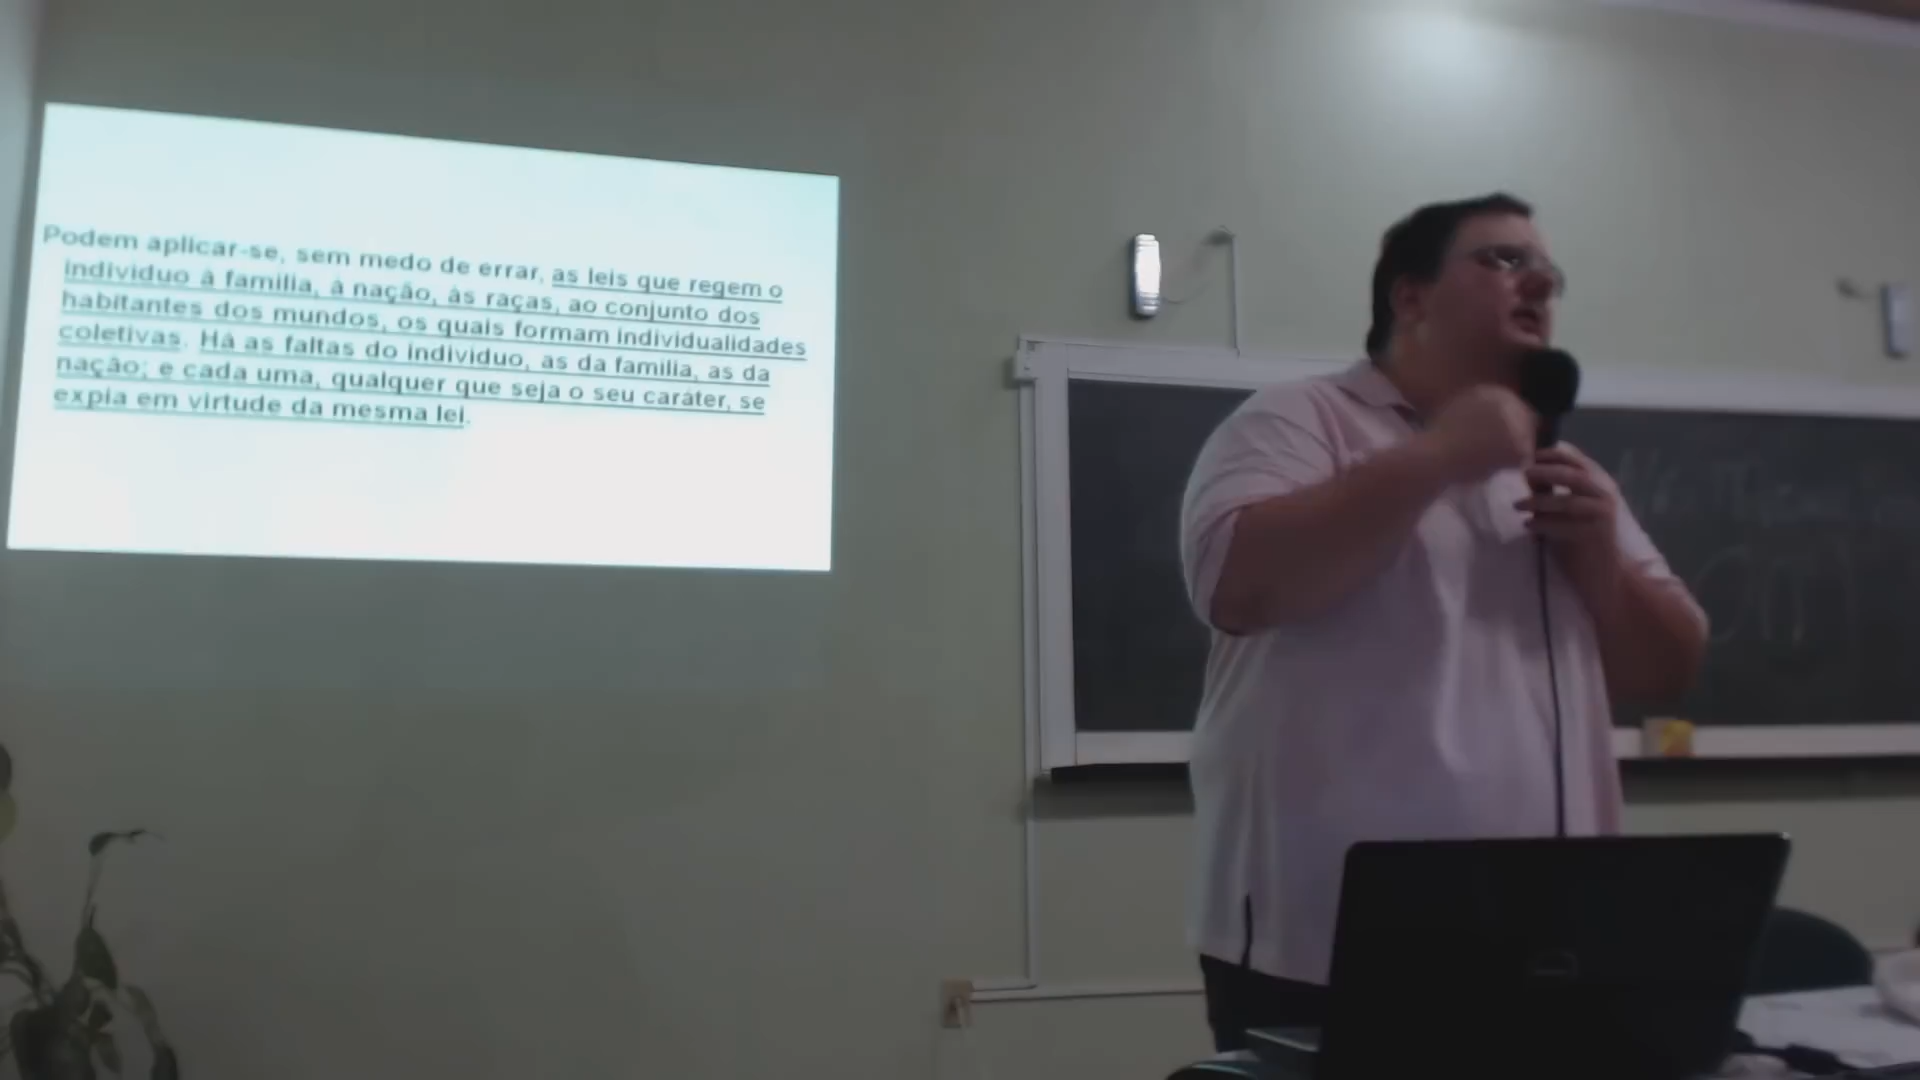 Podem aplicar-se, sem medo de errar, as leis que regem o
individuo à familia, à nação, às raças, ao conjunto dos
habitantes dos mundos, os quais formam individualidades
coletivas. Há as faltas do individuo, as da familia, as da
nação; e cada uma, qualquer que seja o seu caráter, se
expia em virtude da mesma lei.